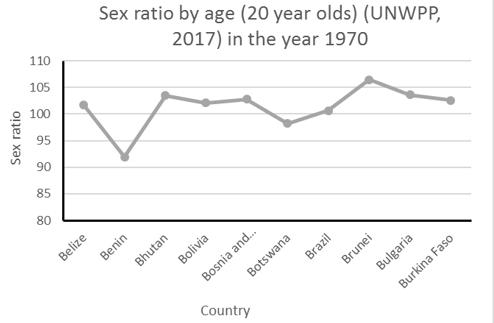 Sex ratio by age (20 year olds) (UNWPP,
2017) in the year 1970
110
105
100
95
90
85
80
Sex ratio
Belize
Benin
Bhutan
Bolivia
Bosnia and...
Botswana
Brazil
Brunei
Bulgaria
Burkina Faso
Country